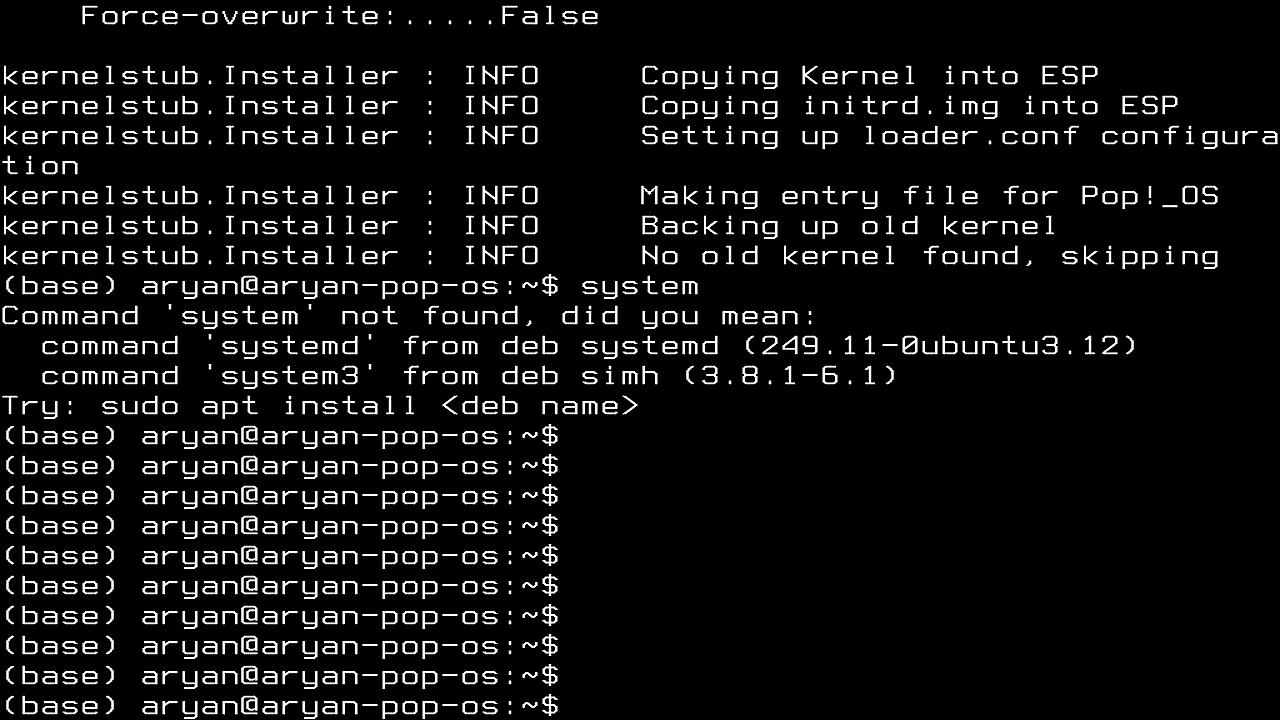 Force-overwrite:.....False
kernelstub.Installer : INFO     Copying Kernel into ESP
kernelstub.Installer : INFO     Copying initrd.img into ESP
kernelstub.Installer : INFO     Setting up loader.conf configura
tion
kernelstub.Installer : INFO     Making entry file for Pop!_OS
kernelstub.Installer : INFO     Backing up old kernel
kernelstub.Installer : INFO     No old kernel found, skipping
(base) aryan@aryan-pop-os:~$ system
Command 'system' not found, did you mean:
  command 'systemd' from deb systemd (249.11-0ubuntu3.12)
  command 'system3' from deb simh (3.8.1-6.1)
Try: sudo apt install <deb name>
(base) aryan@aryan-pop-os:~$
(base) aryan@aryan-pop-os:~$
(base) aryan@aryan-pop-os:~$
(base) aryan@aryan-pop-os:~$
(base) aryan@aryan-pop-os:~$
(base) aryan@aryan-pop-os:~$
(base) aryan@aryan-pop-os:~$
(base) aryan@aryan-pop-os:~$
(base) aryan@aryan-pop-os:~$
(base) aryan@aryan-pop-os:~$